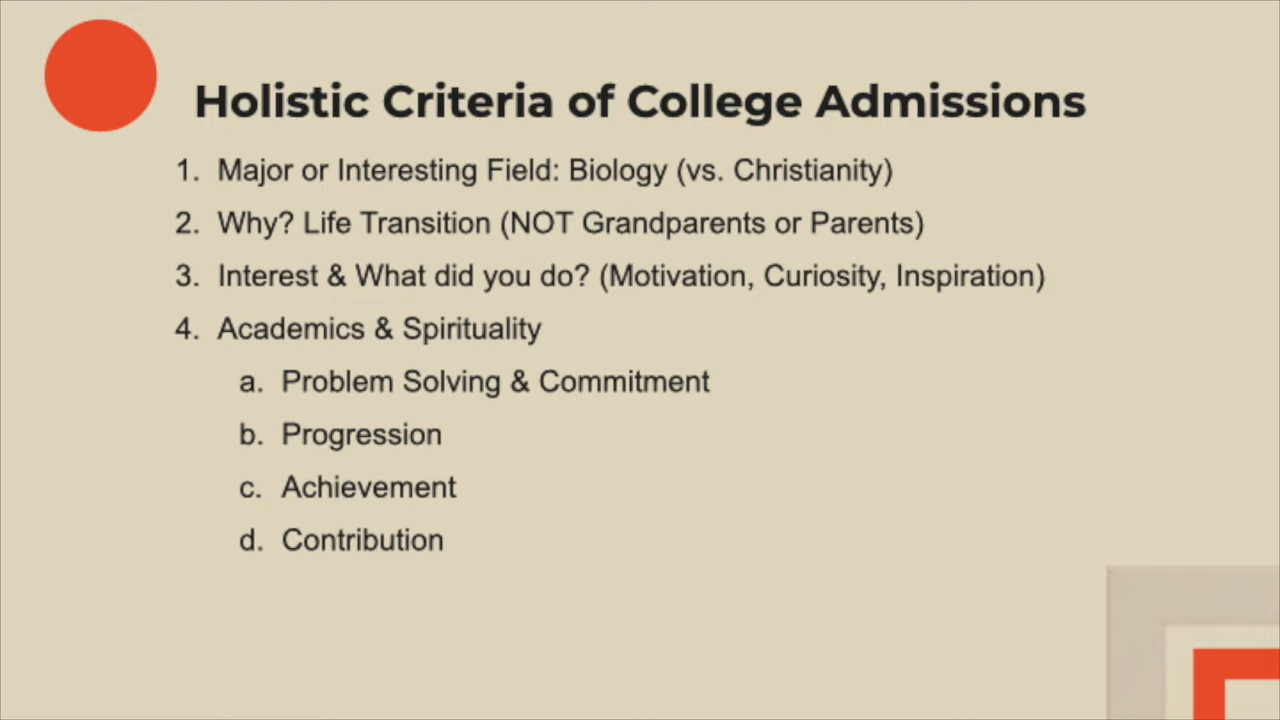 Holistic Criteria of College Admissions
1. Major or Interesting Field: Biology (vs. Christianity)
2. Why? Life Transition (NOT Grandparents or Parents)
3. Interest & What did you do? (Motivation, Curiosity, Inspiration)
4. Academics & Spirituality
a. Problem Solving & Commitment
b. Progression
c. Achievement
d. Contribution